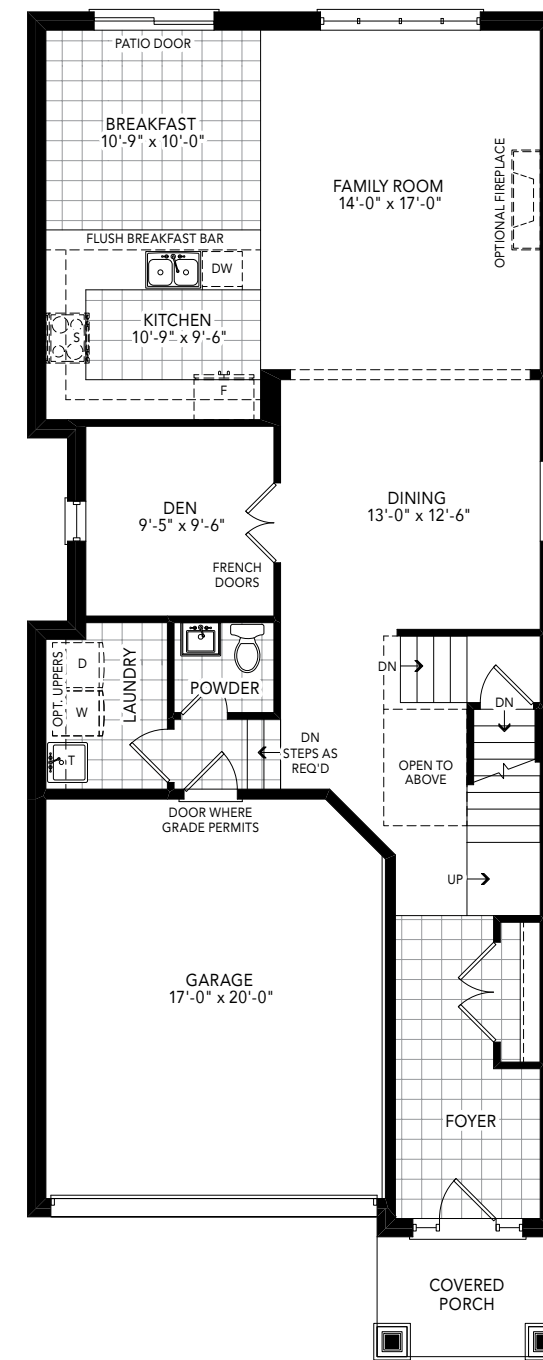 PATIO DOOR
BREAKFAST
10'-9" x 10'-0"
FAMILY ROOM
14'-0" x 17'-0"
OPTIONAL FIREPLACE
FLUSH BREAKFAST BAR
DW
KITCHEN
10'-9" x 9'-6"
S
F
DEN
9'-5" x 9'-6"
FRENCH
DOORS
DINING
13'-0" x 12'-6"
OPT. UPPERS
D
W
T
LAUNDRY
POWDER
DN
DN
DN
STEPS AS
REQ'D
OPEN TO
ABOVE
DOOR WHERE
GRADE PERMITS
UP
GARAGE
17'-0" x 20'-0"
FOYER
COVERED
PORCH